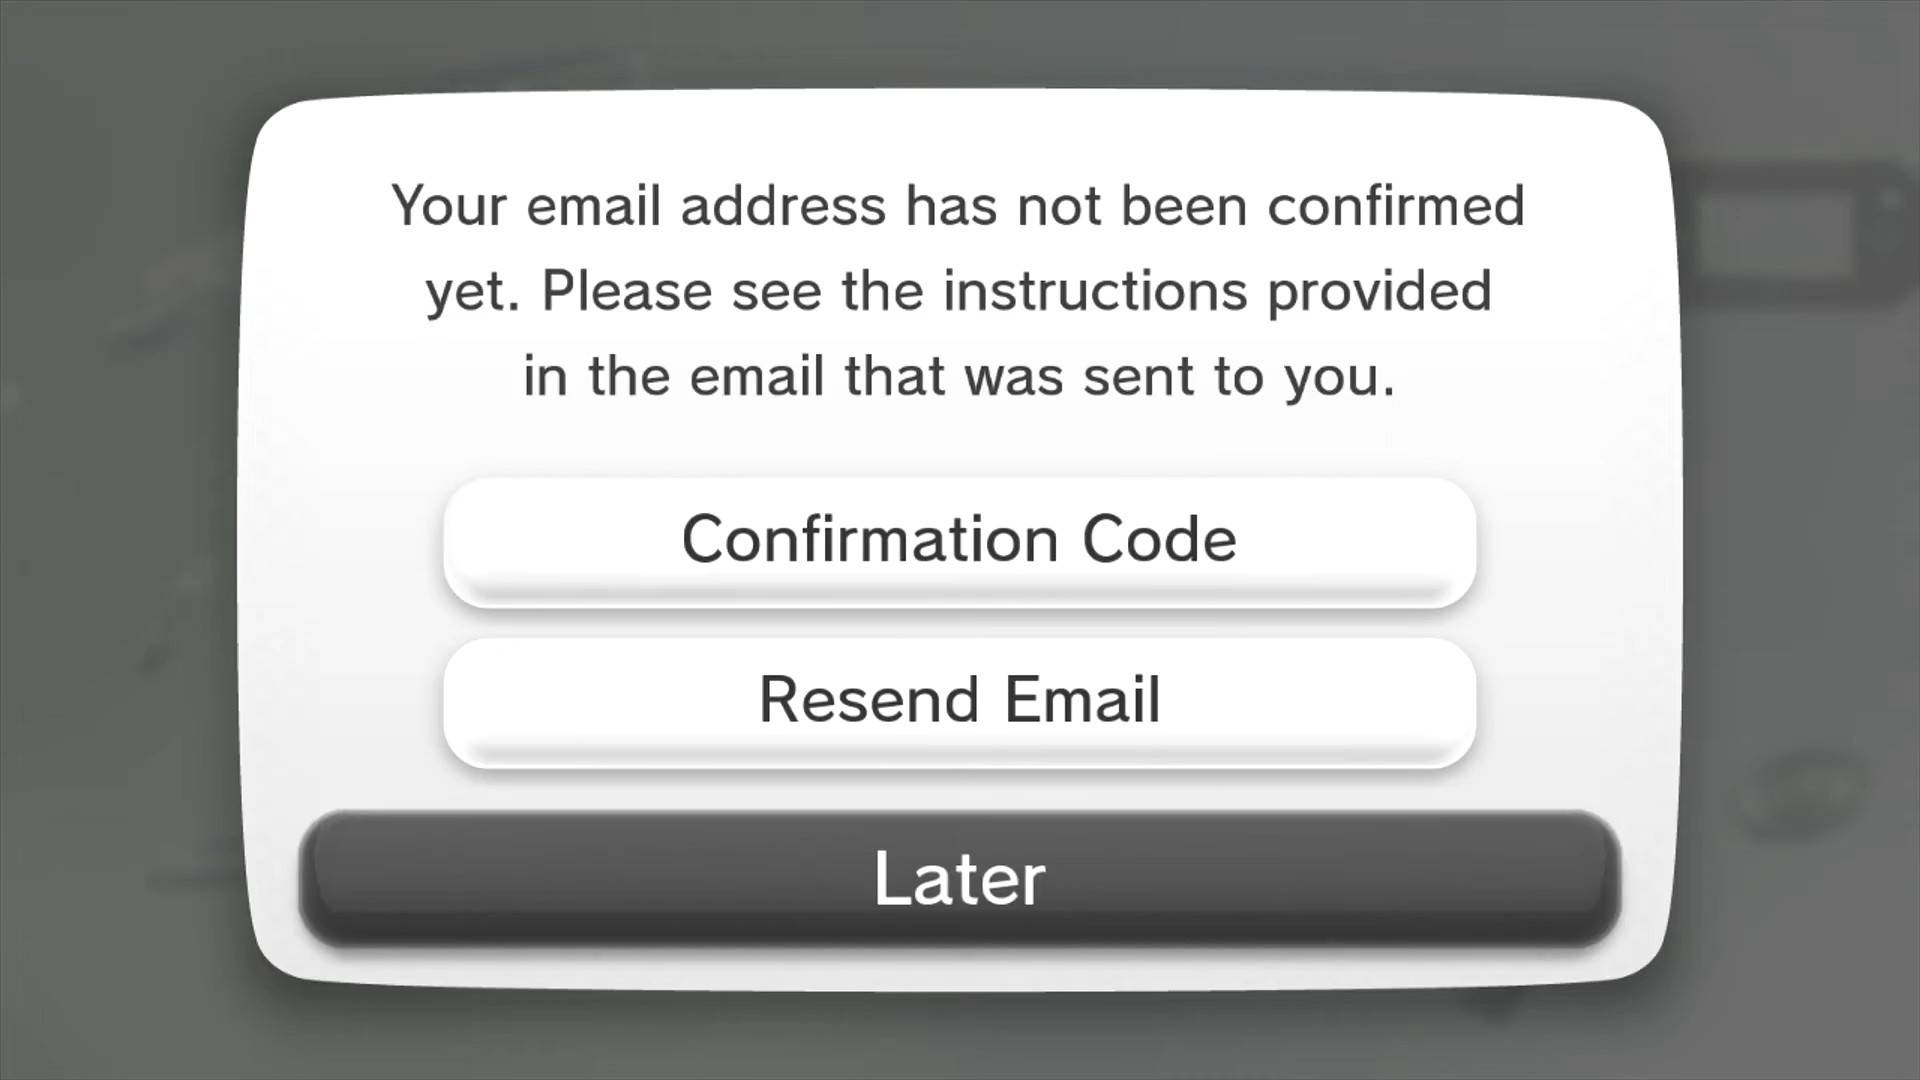 Your email address has not been confirmed
yet. Please see the instructions provided
in the email that was sent to you.
Confirmation Code
Resend Email
Later